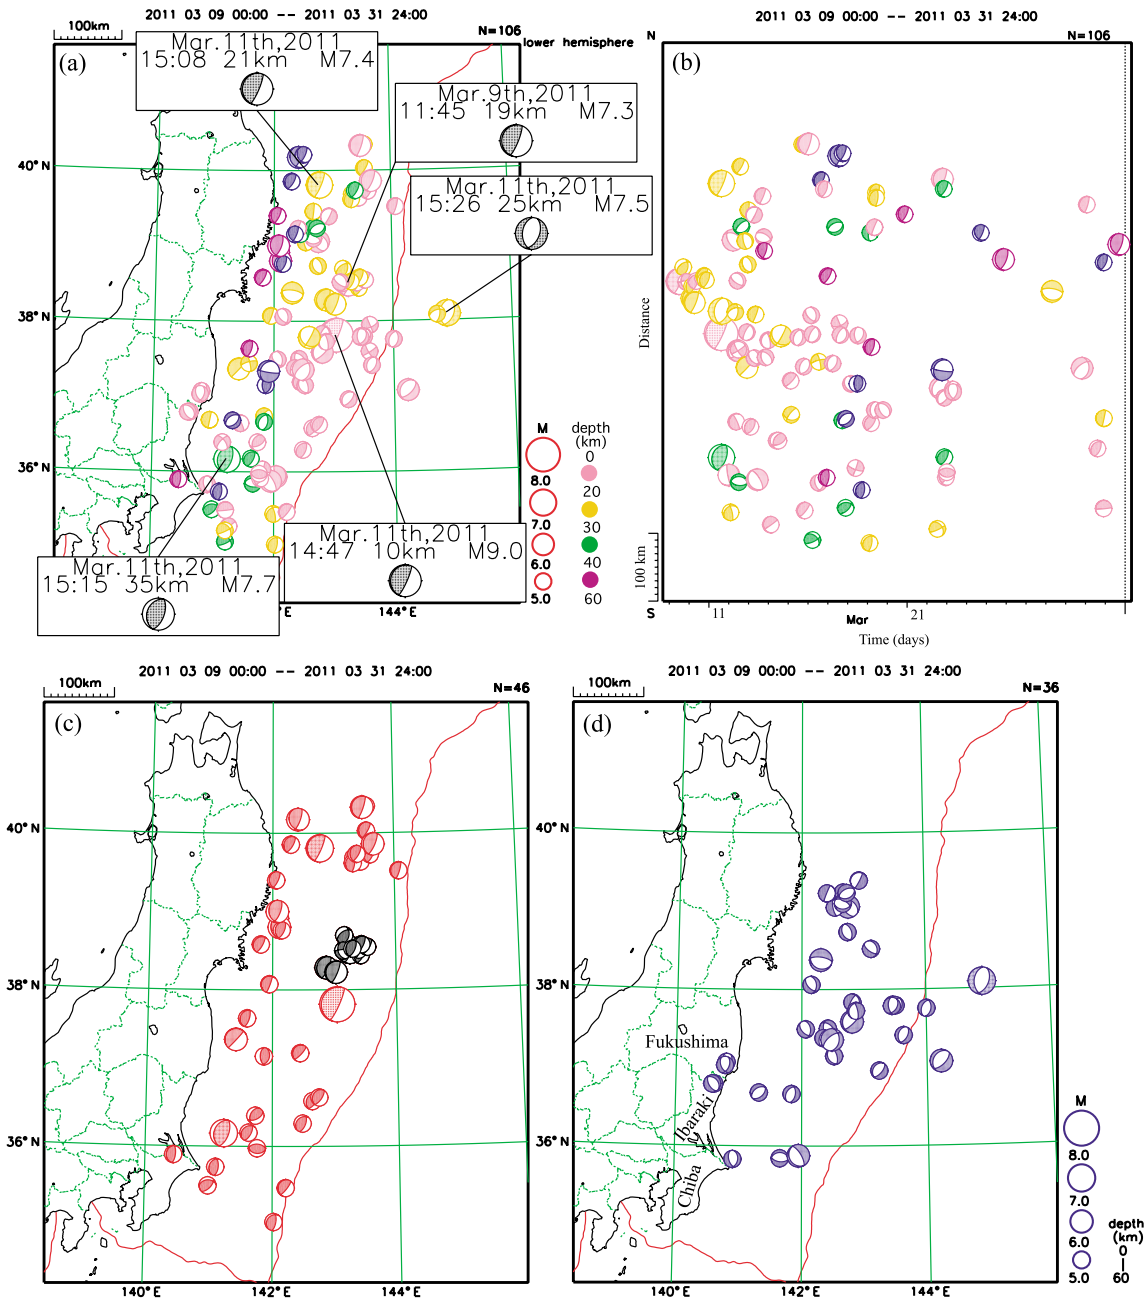 2011 03 09 00:00 -- 2011 03 31 24:00
100km
N=106
lower hemisphere
(a)
Mar.11th,2011
15:08 21km M7.4
Mar.9th,2011
11:45 19km M7.3
Mar.11th,2011
15:26 25km M7.5
40°N
38°N
36°N
Mar.11th,2011
14:47 10km M9.0
Mar.11th,2011
15:15 35km M7.7
2°E
144°E
M
8.0
7.0
6.0
5.0
depth
(km)
0
20
30
40
60
2011 03 09 00:00 -- 2011 03 31 24:00
N
N=106
(b)
Distance
100 km
S
11
21
Mar
Time (days)
2011 03 09 00:00 -- 2011 03 31 24:00
100km
N=46
(c)
40°N
38°N
36°N
140°E
142°E
144°E
2011 03 09 00:00 -- 2011 03 31 24:00
100km
N=36
(d)
40°N
38°N
36°N
Fukushima
Ibaraki
Chiba
140°E
142°E
144°E
M
8.0
7.0
6.0
5.0
depth
(km)
0
60